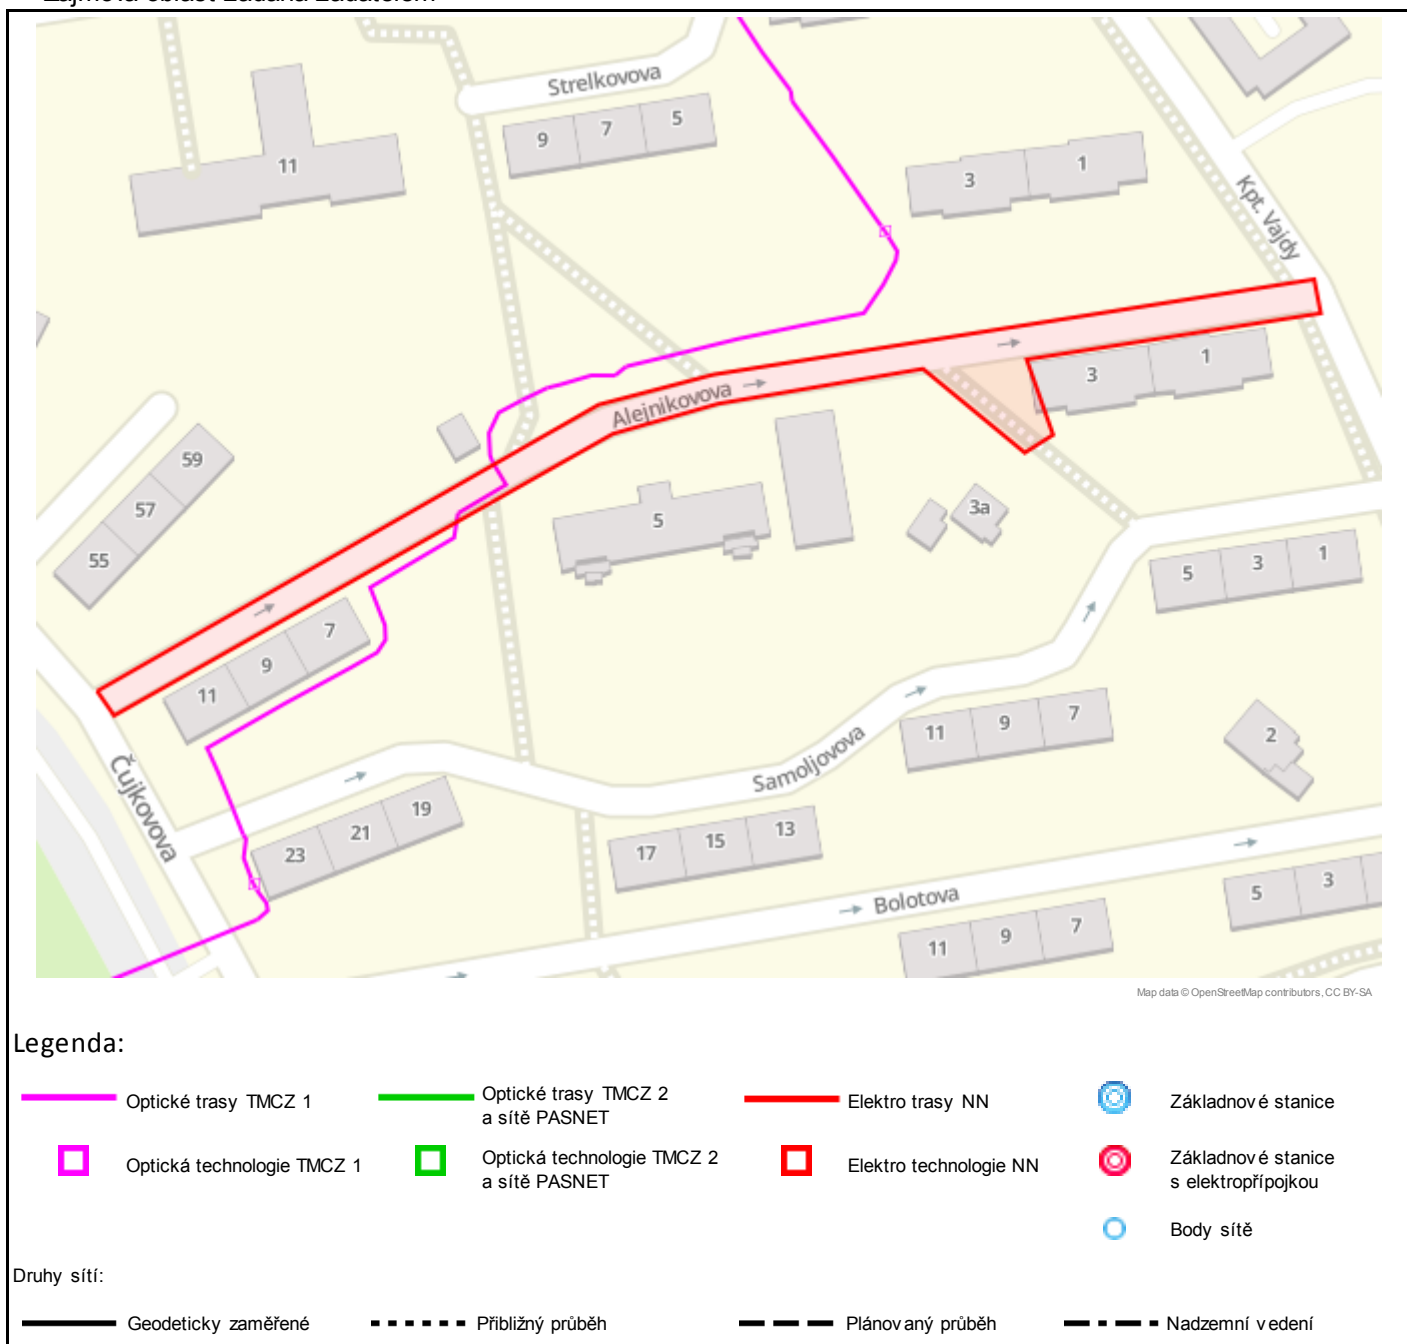 Zájmová oblast zadaná žadatelem
Strelkovova
9 7 5
11
3 1
Kpt. Vajdy
Alejnikovova
3 1
59
57
55
5
3a
5 3 1
11 9 7
11 9 7
2
Čujkovova
Samoljovova
23 21 19
17 15 13
Bolotova
5 3
11 9 7
Map data © OpenStreetMap contributors, CC BY-SA
Legenda:
Optické trasy TMCZ 1
Optické trasy TMCZ 2
a sítě PASNET
Elektro trasy NN
Základnové stanice
Optická technologie TMCZ 1
Optická technologie TMCZ 2
a sítě PASNET
Elektro technologie NN
Základnové stanice
s elektropřípojkou
Body sítě
Druhy sítí:
Geodeticky zaměřené
Přibližný průběh
Plánovaný průběh
Nadzemní vedení